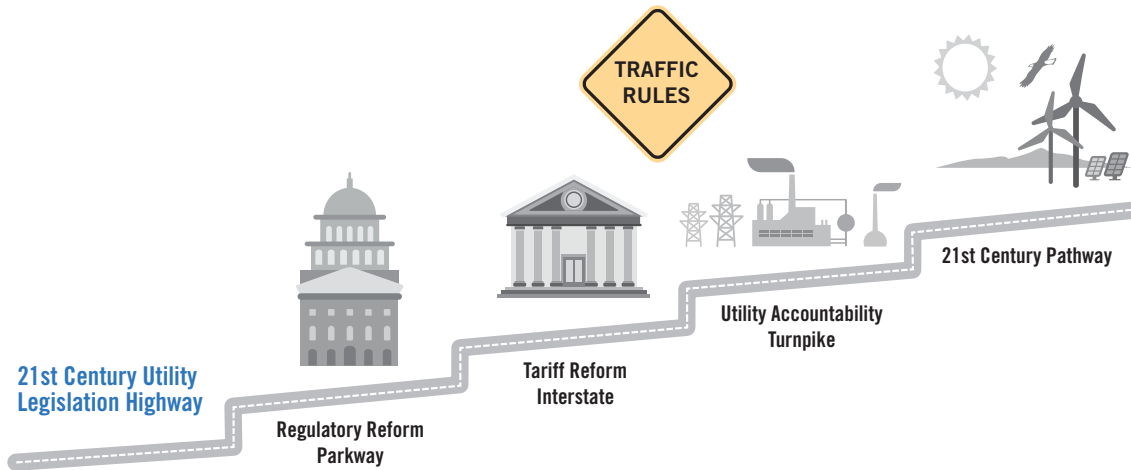 TRAFFIC
RULES
21st Century Pathway
Utility Accountability
Turnpike
Tariff Reform
Interstate
21st Century Utility
Legislation Highway
Regulatory Reform
Parkway